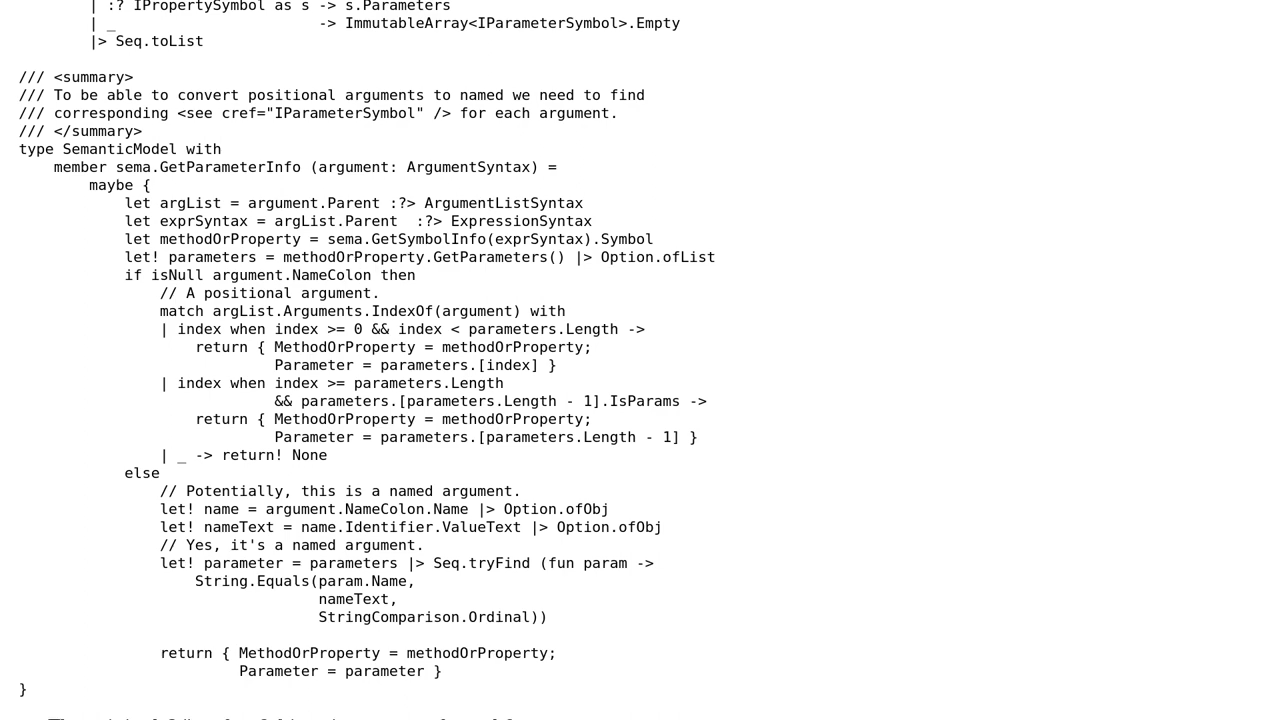 | :? IPropertySymbol as s -> s.Parameters
| _                       -> ImmutableArray<IParameterSymbol>.Empty
|> Seq.toList

/// <summary>
/// To be able to convert positional arguments to named we need to find
/// corresponding <see cref="IParameterSymbol" /> for each argument.
/// </summary>
type SemanticModel with
    member sema.GetParameterInfo (argument: ArgumentSyntax) =
        maybe {
            let argList = argument.Parent :?> ArgumentListSyntax
            let exprSyntax = argList.Parent  :?> ExpressionSyntax
            let methodOrProperty = sema.GetSymbolInfo(exprSyntax).Symbol
            let! parameters = methodOrProperty.GetParameters() |> Option.ofList
            if isNull argument.NameColon then
                // A positional argument.
                match argList.Arguments.IndexOf(argument) with
                | index when index >= 0 && index < parameters.Length ->
                    return { MethodOrProperty = methodOrProperty;
                             Parameter = parameters.[index] }
                | index when index >= parameters.Length
                             && parameters.[parameters.Length - 1].IsParams ->
                    return { MethodOrProperty = methodOrProperty;
                             Parameter = parameters.[parameters.Length - 1] }
                | _ -> return! None
            else
                // Potentially, this is a named argument.
                let! name = argument.NameColon.Name |> Option.ofObj
                let! nameText = name.Identifier.ValueText |> Option.ofObj
                // Yes, it's a named argument.
                let! parameter = parameters |> Seq.tryFind (fun param ->
                    String.Equals(param.Name,
                                  nameText,
                                  StringComparison.Ordinal))

                return { MethodOrProperty = methodOrProperty;
                         Parameter = parameter }
}